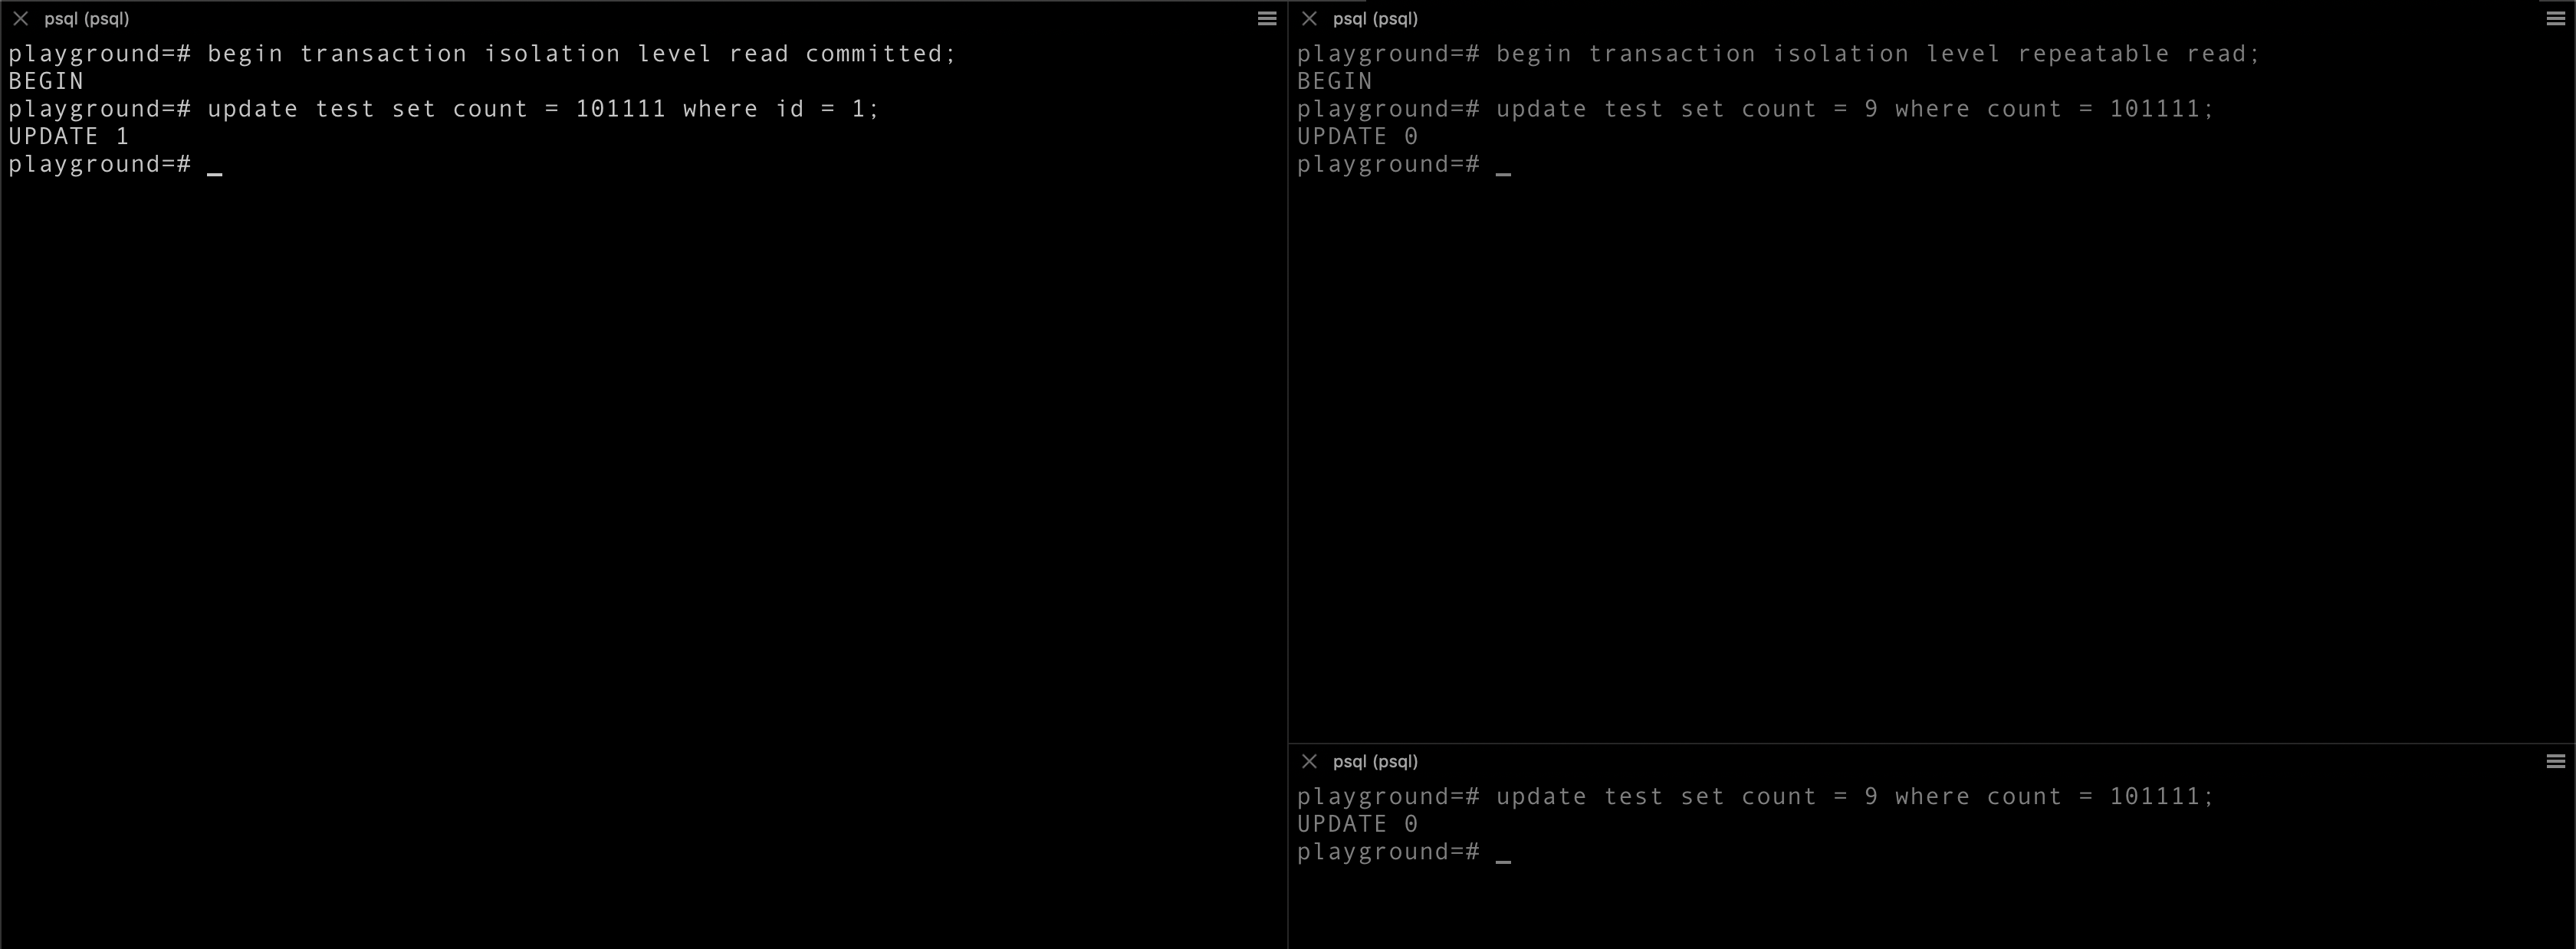 psql (psql)
playground=# begin transaction isolation level read committed;
BEGIN
playground=# update test set count = 101111 where id = 1;
UPDATE 1
playground=# _
psql (psql)
playground=# begin transaction isolation level repeatable read;
BEGIN
playground=# update test set count = 9 where count = 101111;
UPDATE 0
playground=# _
psql (psql)
playground=# update test set count = 9 where count = 101111;
UPDATE 0
playground=# _